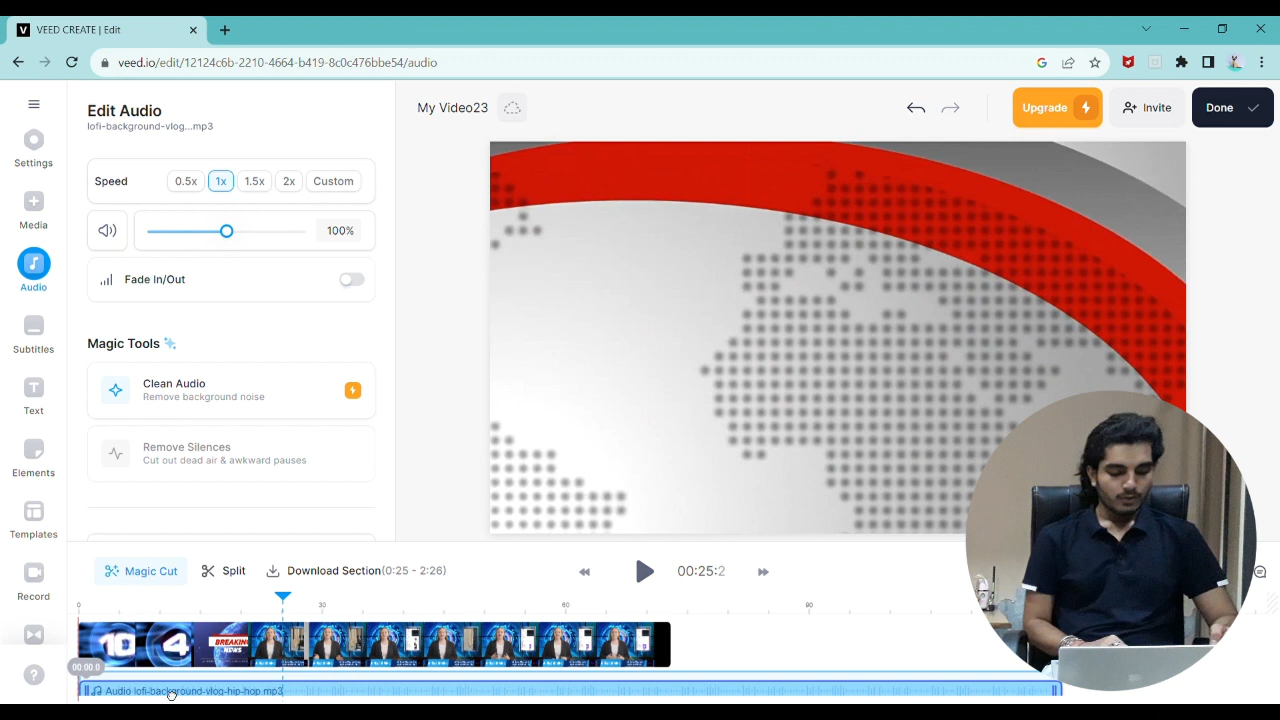 VEED CREATE | Edit
veed.io/edit/12124c6b-2210-4664-b419-8c0c476bbe54/audio
Edit Audio
lofi-background-vlog...mp3
My Video23
Upgrade
Invite
Done
Settings
Media
Audio
Subtitles
Text
Elements
Templates
Record
Speed
0.5x
1x
1.5x
2x
Custom
100%
Fade In/Out
Magic Tools
Clean Audio
Remove background noise
Remove Silences
Cut out dead air & awkward pauses
Magic Cut
Split
Download Section(0:25 - 2:26)
00:25:2
0
30
60
90
10
4
BREAKING
NEWS
00:00.0
Audio lofi-background-vlog-hip-hop.mp3